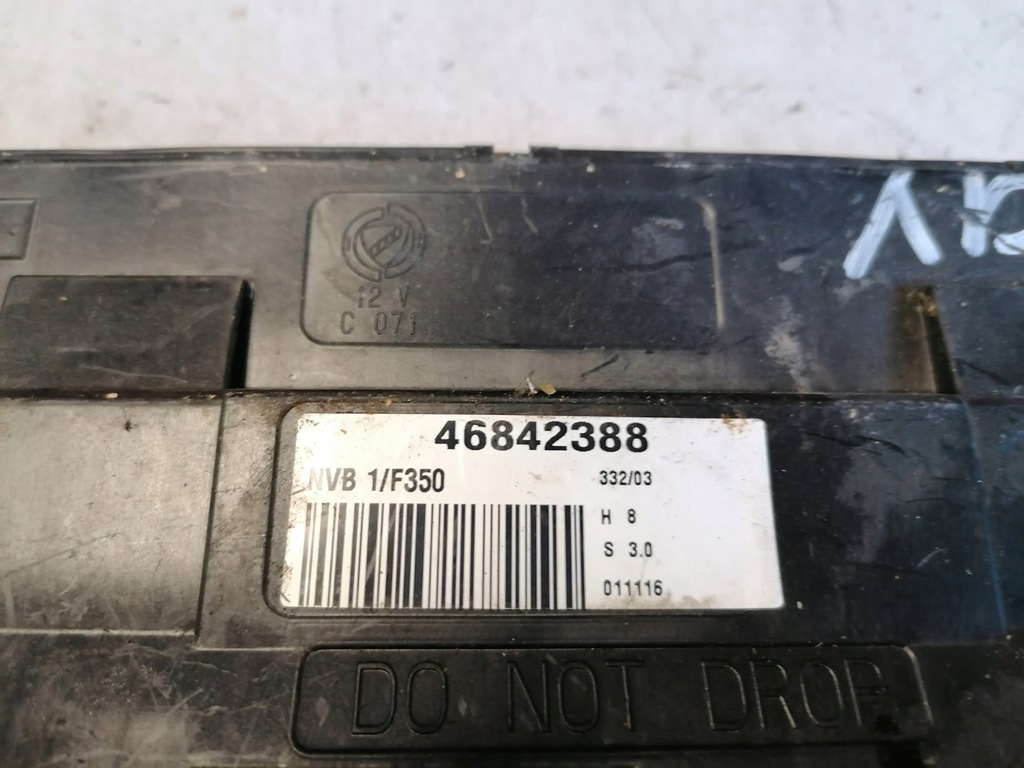 12 V
C 071
46842388
NVB 1/F350
332/03
H 8
S 3.0
011116
DO NOT DROP